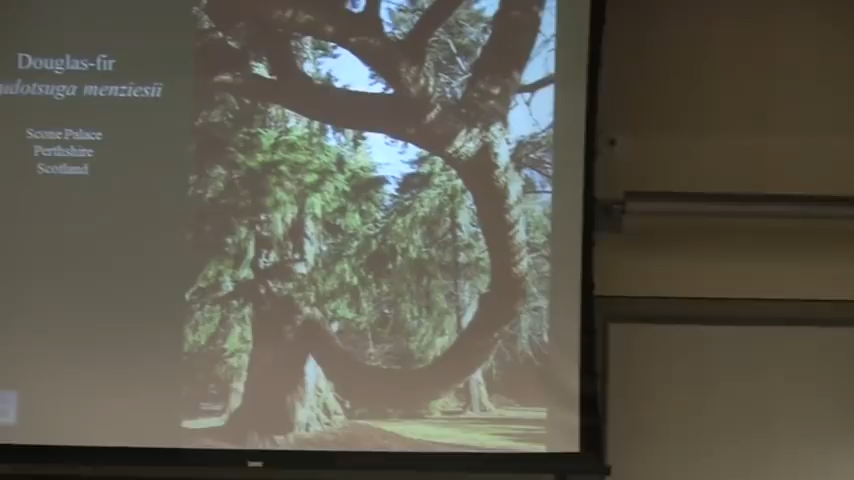 Douglas-fir
udotsuga menziesii
Scone Palace
Perthshire
Scotland